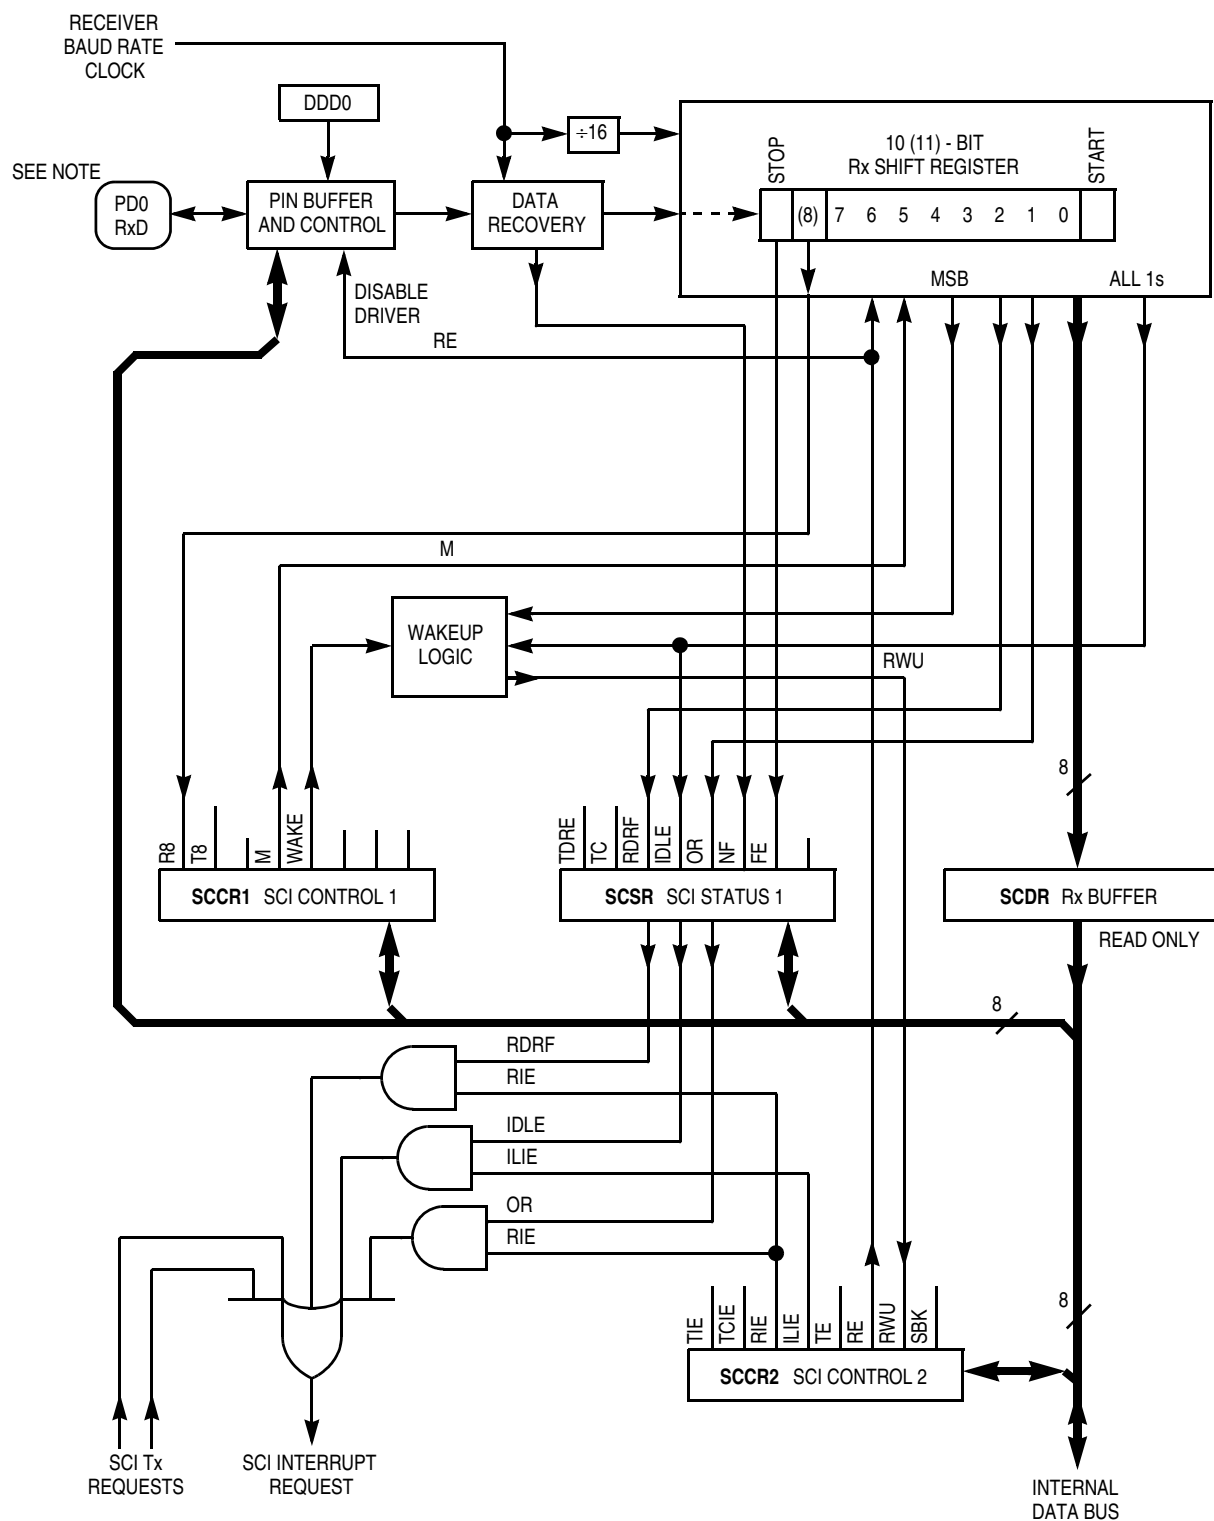 RECEIVER
BAUD RATE
CLOCK
DDD0
÷16
SEE NOTE
PD0
RxD
PIN BUFFER
AND CONTROL
DATA
RECOVERY
STOP
10 (11) - BIT
Rx SHIFT REGISTER
START
(8) 7 6 5 4 3 2 1 0
MSB
ALL 1s
DISABLE
DRIVER
RE
M
WAKEUP
LOGIC
RWU
8
R8
T8
M
WAKE
TDRE
TC
RDRF
IDLE
OR
NF
FE
SCCR1 SCI CONTROL 1
SCSR SCI STATUS 1
SCDR Rx BUFFER
READ ONLY
8
RDRF
RIE
IDLE
ILIE
OR
RIE
8
TIE
TCIE
RIE
ILIE
TE
RE
RWU
SBK
SCCR2 SCI CONTROL 2
SCI Tx
REQUESTS
SCI INTERRUPT
REQUEST
INTERNAL
DATA BUS